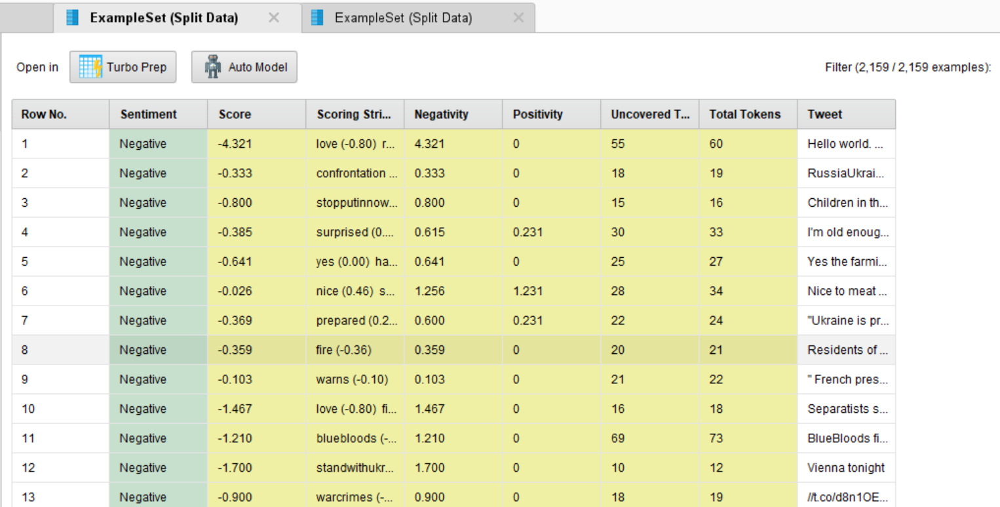 ExampleSet (Split Data) ExampleSet (Split Data)
Open in Turbo Prep Auto Model Filter (2,159 / 2,159 examples):
Row No. Sentiment Score Scoring Stri... Negativity Positivity Uncovered T... Total Tokens Tweet
1 Negative -4.321 love (-0.80) r... 4.321 0 55 60 Hello world. ...
2 Negative -0.333 confrontation ... 0.333 0 18 19 RussiaUkrai...
3 Negative -0.800 stopputinnow... 0.800 0 15 16 Children in th...
4 Negative -0.385 surprised (0.... 0.615 0.231 30 33 I'm old enoug...
5 Negative -0.641 yes (0.00) ha... 0.641 0 25 27 Yes the farmi...
6 Negative -0.026 nice (0.46) s... 1.256 1.231 28 34 Nice to meat ...
7 Negative -0.369 prepared (0.2... 0.600 0.231 22 24 "Ukraine is pr...
8 Negative -0.359 fire (-0.36) 0.359 0 20 21 Residents of ...
9 Negative -0.103 warns (-0.10) 0.103 0 21 22 " French pres...
10 Negative -1.467 love (-0.80) fi... 1.467 0 16 18 Separatists s...
11 Negative -1.210 bluebloods (-... 1.210 0 69 73 BlueBloods fi...
12 Negative -1.700 standwithukr... 1.700 0 10 12 Vienna tonight
13 Negative -0.900 warcrimes (-... 0.900 0 18 19 //t.co/d8n1OE...